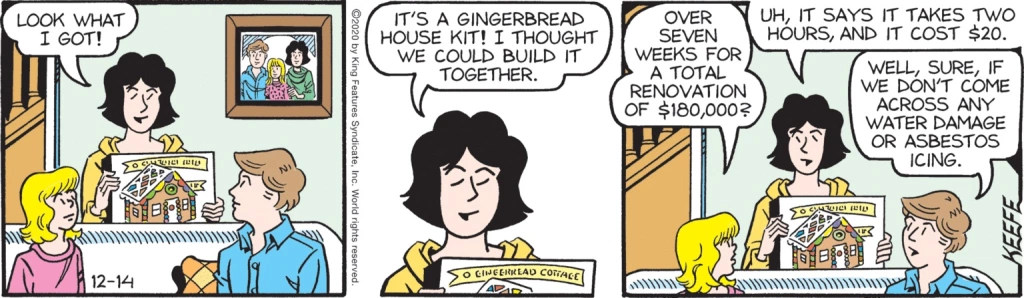 LOOK WHAT
I GOT!
12-14
©2020 by King Features Syndicate, Inc. World rights reserved.
IT'S A GINGERBREAD
HOUSE KIT! I THOUGHT
WE COULD BUILD IT
TOGETHER.
O GINGERBREAD COTTAGE
OVER
SEVEN
WEEKS FOR
A TOTAL
RENOVATION
OF $180,000?
UH, IT SAYS IT TAKES TWO
HOURS, AND IT COST $20.
WELL, SURE, IF
WE DON'T COME
ACROSS ANY
WATER DAMAGE
OR ASBESTOS
ICING.
KEEFE